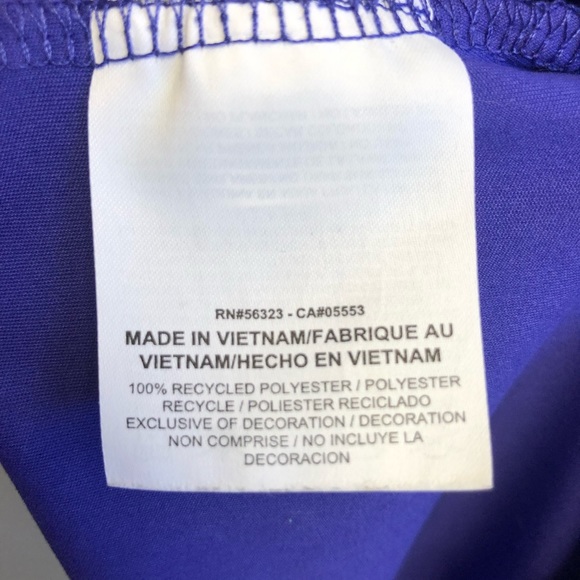 RN#56323 - CA#05553
MADE IN VIETNAM/FABRIQUE AU
VIETNAM/HECHO EN VIETNAM
100% RECYCLED POLYESTER / POLYESTER
RECYCLE / POLIESTER RECICLADO
EXCLUSIVE OF DECORATION / DECORATION
NON COMPRISE / NO INCLUYE LA
DECORACION